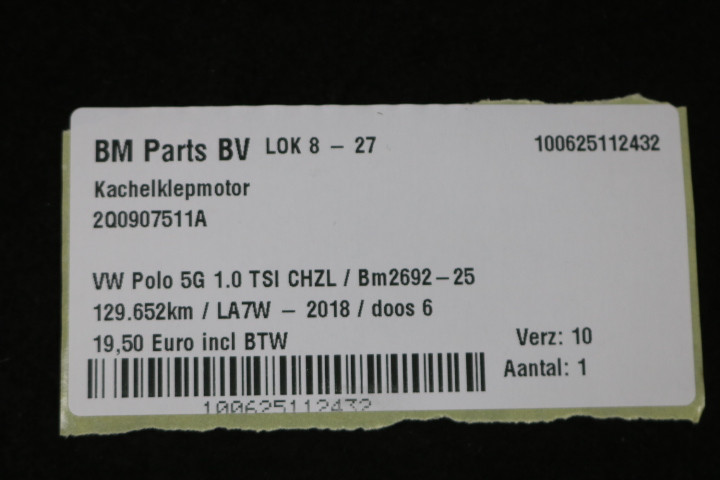 BM Parts BV LOK 8 - 27 100625112432
Kachelklepmotor
2Q0907511A
VW Polo 5G 1.0 TSI CHZL / Bm2692-25
129.652km / LA7W - 2018 / doos 6
19,50 Euro incl BTW Verz: 10
Aantal: 1
100625112432